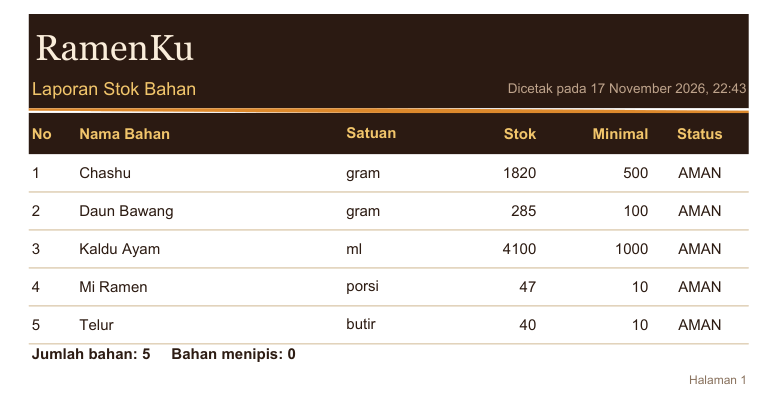 RamenKu
Laporan Stok Bahan Dicetak pada 17 November 2026, 22:43
No Nama Bahan Satuan Stok Minimal Status
1 Chashu gram 1820 500 AMAN
2 Daun Bawang gram 285 100 AMAN
3 Kaldu Ayam ml 4100 1000 AMAN
4 Mi Ramen porsi 47 10 AMAN
5 Telur butir 40 10 AMAN
Jumlah bahan: 5 Bahan menipis: 0
Halaman 1